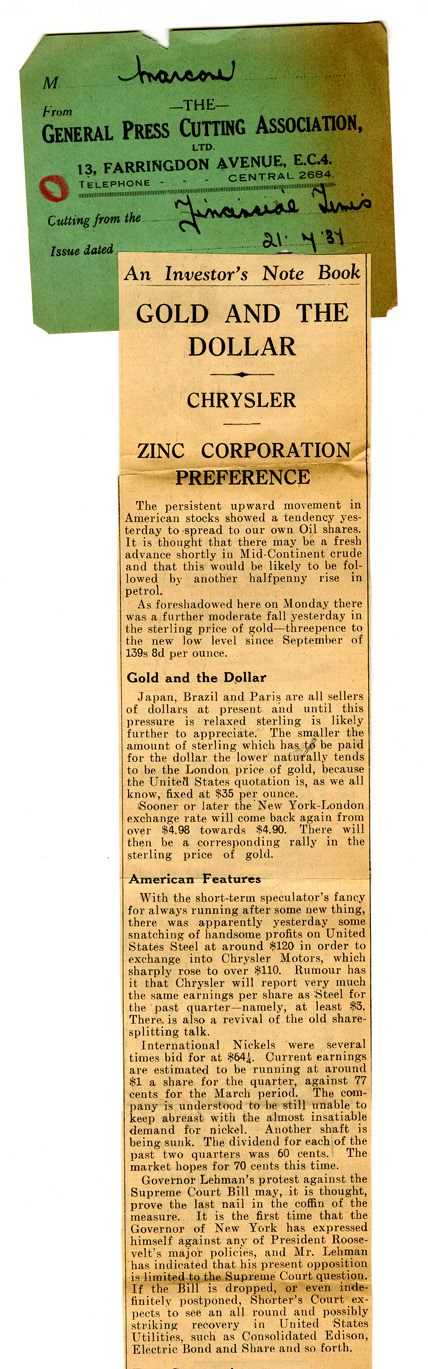 M Marconi
From
—THE—
GENERAL PRESS CUTTING ASSOCIATION,
LTD.
13, FARRINGDON AVENUE, E.C.4.
TELEPHONE - - - CENTRAL 2684.
Cutting from the Financial Times
Issue dated 21· 7 '37
An Investor's Note Book
GOLD AND THE
DOLLAR
CHRYSLER
ZINC CORPORATION
PREFERENCE
The persistent upward movement in
American stocks showed a tendency yes-
terday to spread to our own Oil shares.
It is thought that there may be a fresh
advance shortly in Mid-Continent crude
and that this would be likely to be fol-
lowed by another halfpenny rise in
petrol.
As foreshadowed here on Monday there
was a further moderate fall yesterday in
the sterling price of gold—threepence to
the new low level since September of
139s 8d per ounce.
Gold and the Dollar
Japan, Brazil and Paris are all sellers
of dollars at present and until this
pressure is relaxed sterling is likely
further to appreciate. The smaller the
amount of sterling which has to be paid
for the dollar the lower naturally tends
to be the London price of gold, because
the United States quotation is, as we all
know, fixed at $35 per ounce.
Sooner or later the New York-London
exchange rate will come back again from
over $4.98 towards $4.90. There will
then be a corresponding rally in the
sterling price of gold.
American Features
With the short-term speculator's fancy
for always running after some new thing,
there was apparently yesterday some
snatching of handsome profits on United
States Steel at around $120 in order to
exchange into Chrysler Motors, which
sharply rose to over $110. Rumour has
it that Chrysler will report very much
the same earnings per share as Steel for
the past quarter—namely, at least $3.
There is also a revival of the old share-
splitting talk.
International Nickels were several
times bid for at $64¼. Current earnings
are estimated to be running at around
$1 a share for the quarter, against 77
cents for the March period. The com-
pany is understood to be still unable to
keep abreast with the almost insatiable
demand for nickel. Another shaft is
being sunk. The dividend for each of the
past two quarters was 60 cents. The
market hopes for 70 cents this time.
Governor Lehman's protest against the
Supreme Court Bill may, it is thought,
prove the last nail in the coffin of the
measure. It is the first time that the
Governor of New York has expressed
himself against any of President Roose-
velt's major policies, and Mr. Lehman
has indicated that his present opposition
is limited to the Supreme Court question.
If the Bill is dropped, or even inde-
finitely postponed, Shorter's Court ex-
pects to see an all round and possibly
striking recovery in United States
Utilities, such as Consolidated Edison,
Electric Bond and Share and so forth.